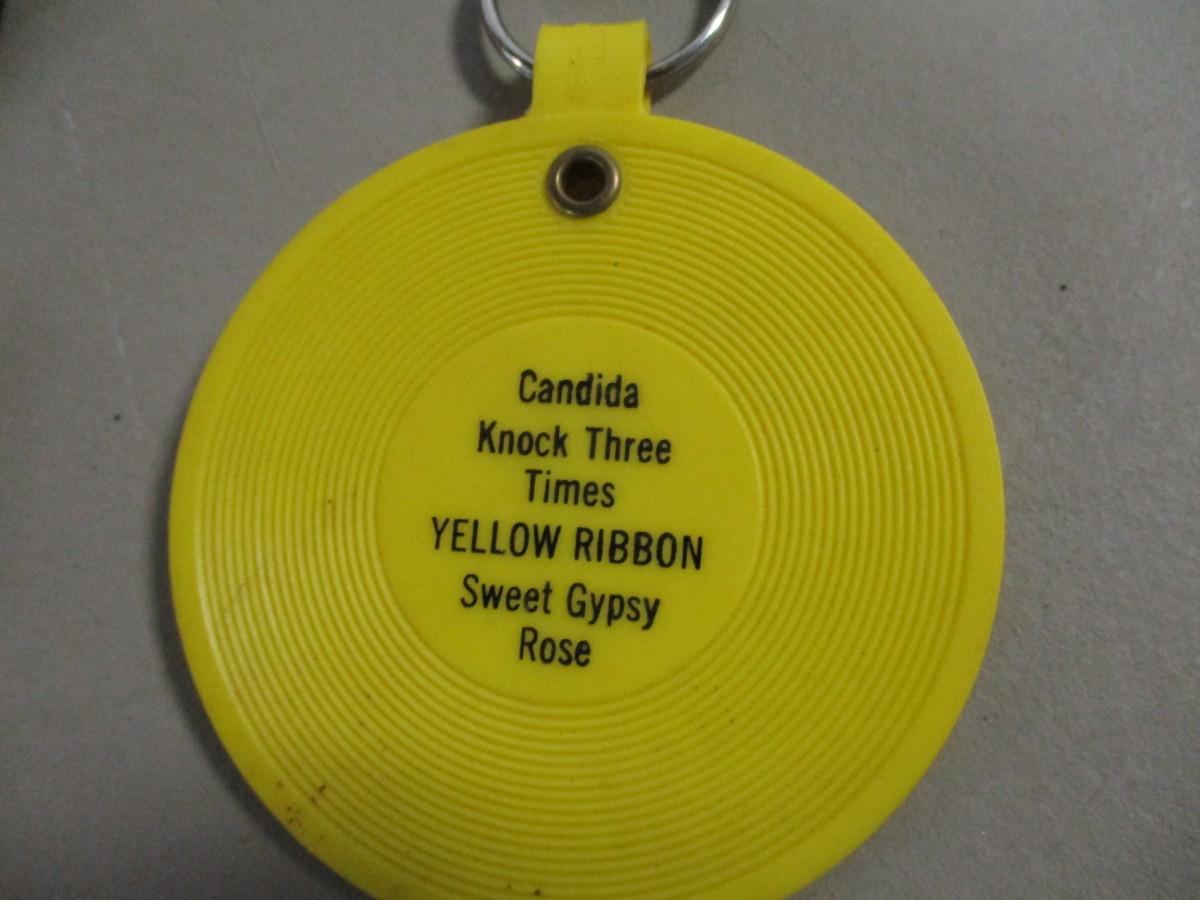 Candida
Knock Three
Times
YELLOW RIBBON
Sweet Gypsy
Rose